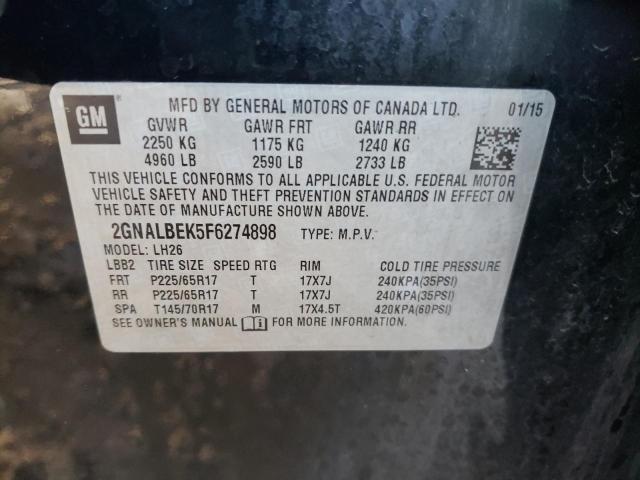 GM
MFD BY GENERAL MOTORS OF CANADA LTD. 01/15
GVWR GAWR FRT GAWR RR
2250 KG 1175 KG 1240 KG
4960 LB 2590 LB 2733 LB
THIS VEHICLE CONFORMS TO ALL APPLICABLE U.S. FEDERAL MOTOR
VEHICLE SAFETY AND THEFT PREVENTION STANDARDS IN EFFECT ON
THE DATE OF MANUFACTURE SHOWN ABOVE.
2GNALBEK5F6274898 TYPE: M.P.V.
MODEL: LH26
LBB2 TIRE SIZE SPEED RTG RIM COLD TIRE PRESSURE
FRT P225/65R17 T 17X7J 240KPA(35PSI)
RR P225/65R17 T 17X7J 240KPA(35PSI)
SPA T145/70R17 M 17X4.5T 420KPA(60PSI)
SEE OWNER'S MANUAL FOR MORE INFORMATION.